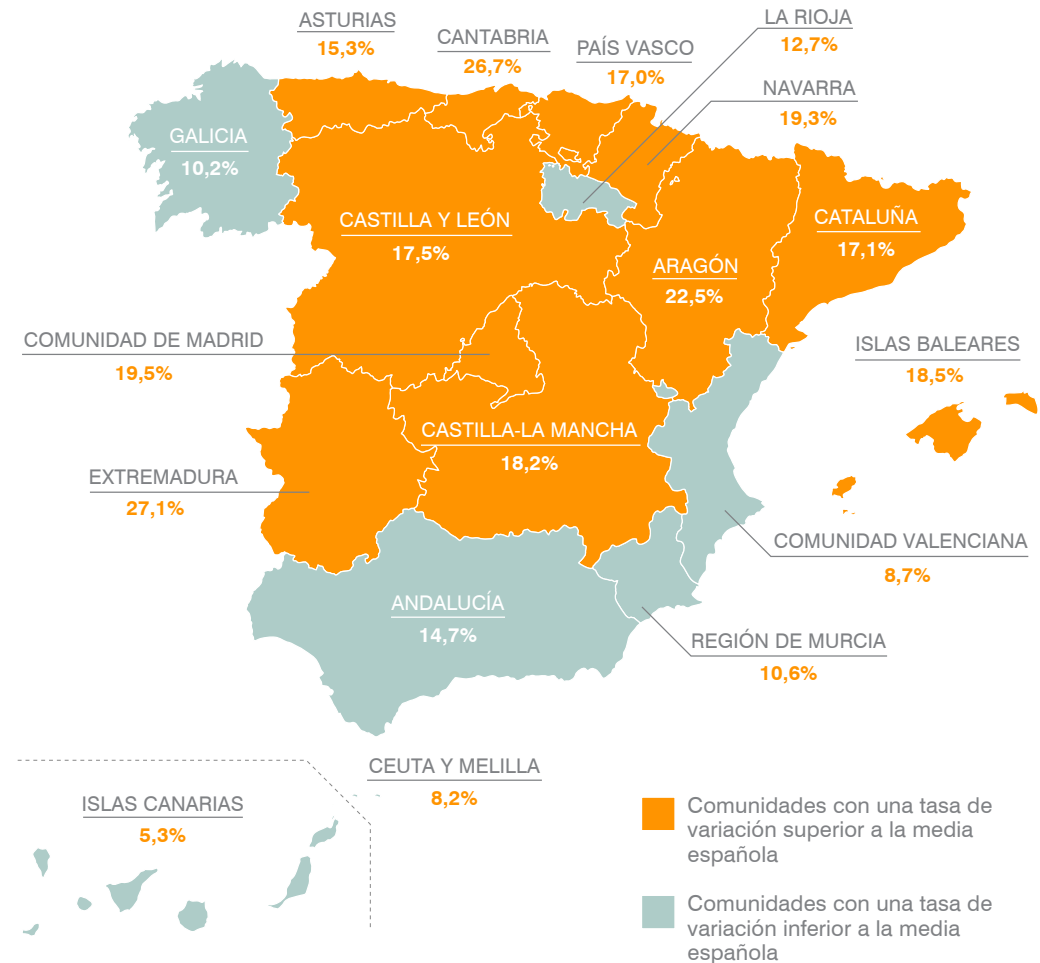 ASTURIAS
15,3%
CANTABRIA
26,7%
PAÍS VASCO
17,0%
LA RIOJA
12,7%
NAVARRA
19,3%
GALICIA
10,2%
CASTILLA Y LEÓN
17,5%
ARAGÓN
22,5%
CATALUÑA
17,1%
COMUNIDAD DE MADRID
19,5%
ISLAS BALEARES
18,5%
CASTILLA-LA MANCHA
18,2%
EXTREMADURA
27,1%
COMUNIDAD VALENCIANA
8,7%
ANDALUCÍA
14,7%
REGIÓN DE MURCIA
10,6%
CEUTA Y MELILLA
8,2%
ISLAS CANARIAS
5,3%
Comunidades con una tasa de
variación superior a la media
española
Comunidades con una tasa de
variación inferior a la media
española